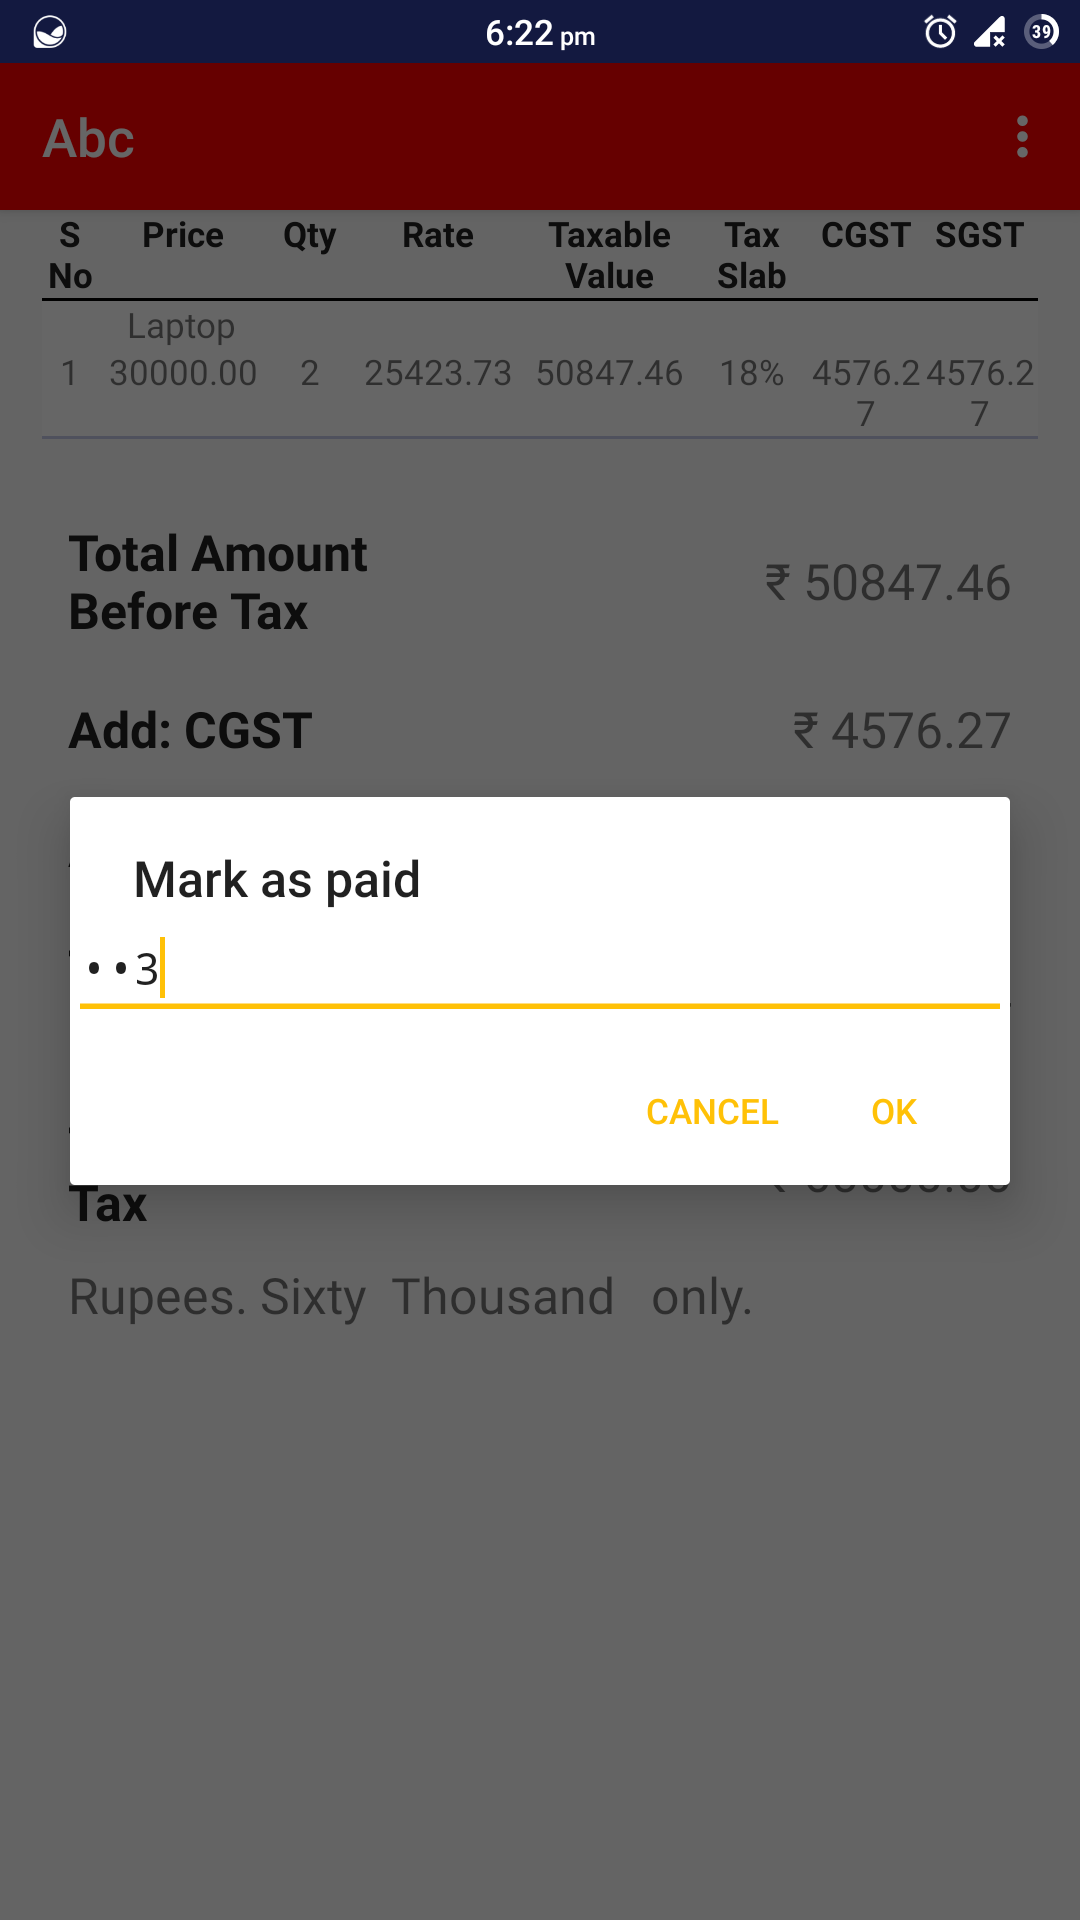 6:22 pm
39
Abc
S No Price Qty Rate Taxable Value Tax Slab CGST SGST
Laptop
1 30000.00 2 25423.73 50847.46 18% 4576.27 4576.27
Total Amount
Before Tax
₹ 50847.46
Add: CGST ₹ 4576.27
Mark as paid
••3
CANCEL OK
Tax
Rupees. Sixty Thousand only.